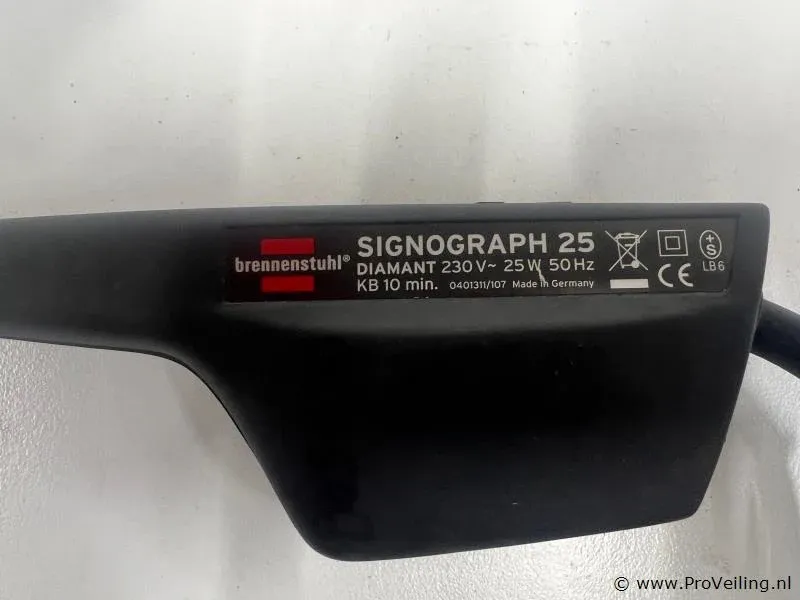 brennenstuhl®
SIGNOGRAPH 25
DIAMANT 230 V~ 25 W 50 Hz
KB 10 min. 0401311/107 Made in Germany
CE
S
LB6
© www.ProVeiling.nl